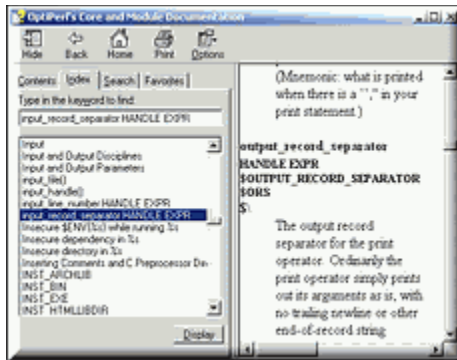 OptiPerl's Core and Module Documentation
Hide Back Home Print Options
Contents Index Search Favorites
Type in the keyword to find:
input_record_separator HANDLE EXPR
Input
Input and Output Disciplines
Input and Output Parameters
input_file()
input_handle()
input_line_number HANDLE EXPR
input_record_separator HANDLE EXPR
Insecure $ENV{%s} while running %s
Insecure dependency in %s
Insecure directory in %s
Inserting Comments and C Preprocessor Dire
INST_ARCHLIB
INST_BIN
INST_EXE
INST_HTMLLIBDIR
Display
(Mnemonic: what is printed
when there is a "," in your
print statement.)
output_record_separator
HANDLE EXPR
$OUTPUT_RECORD_SEPARATOR
$ORS
$\
The output record
separator for the print
operator. Ordinarily the
print operator simply prints
out its arguments as is, with
no trailing newline or other
end-of-record string